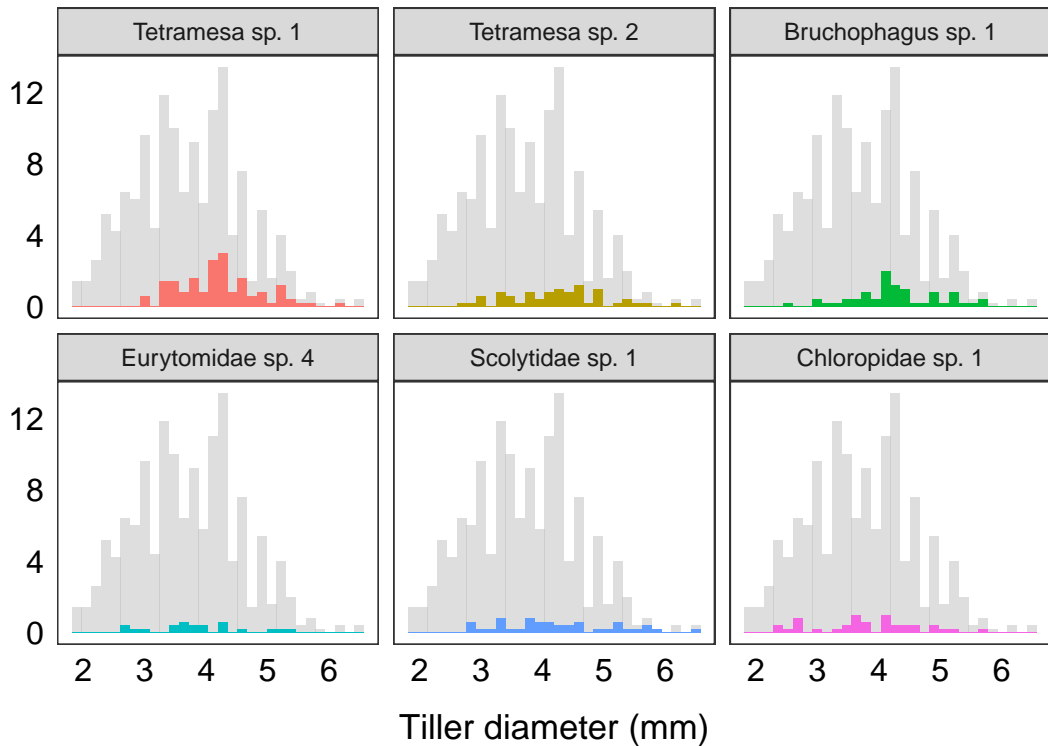 Tetramesa sp. 1 Tetramesa sp. 2 Bruchophagus sp. 1
12
8
4
0
Eurytomidae sp. 4 Scolytidae sp. 1 Chloropidae sp. 1
12
8
4
0
2 3 4 5 6 2 3 4 5 6 2 3 4 5 6
Tiller diameter (mm)